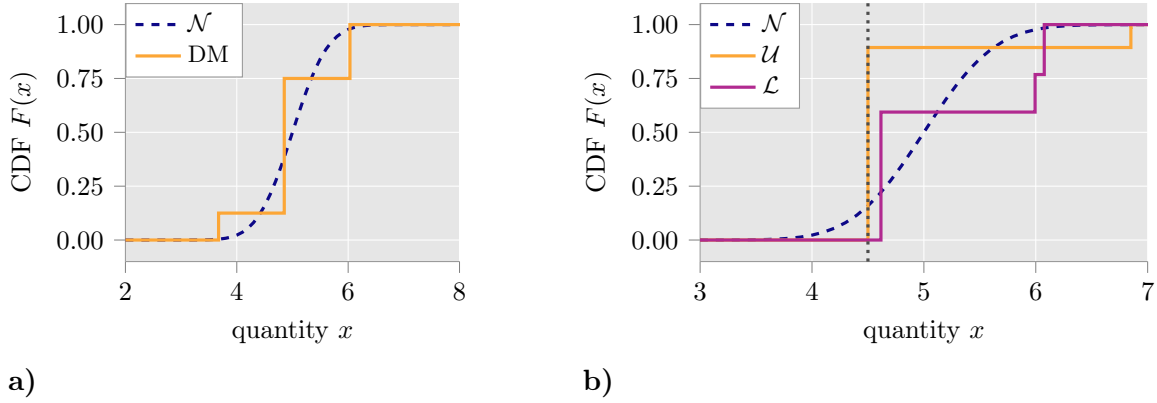 1.00
0.75
0.50
0.25
0.00
CDF F(x)
𝒩
DM
2 4 6 8
quantity x
a)
1.00
0.75
0.50
0.25
0.00
CDF F(x)
𝒩
𝒰
ℒ
3 4 5 6 7
quantity x
b)